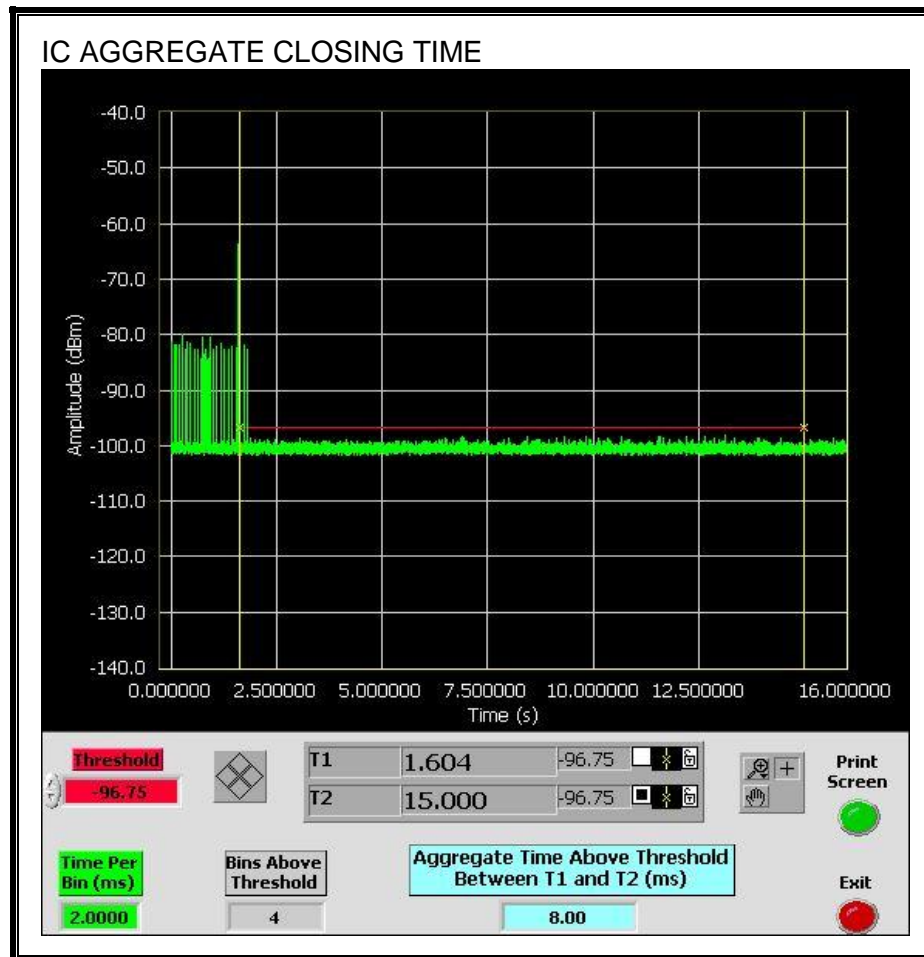 IC AGGREGATE CLOSING TIME
-40.0
-50.0
-60.0
-70.0
-80.0
-90.0
-100.0
-110.0
-120.0
-130.0
-140.0
Amplitude (dBm)
0.000000 2.500000 5.000000 7.500000 10.000000 12.500000 16.000000
Time (s)
Threshold
-96.75
T1 1.604 -96.75
T2 15.000 -96.75
Print
Screen
Time Per
Bin (ms)
2.0000
Bins Above
Threshold
4
Aggregate Time Above Threshold
Between T1 and T2 (ms)
8.00
Exit